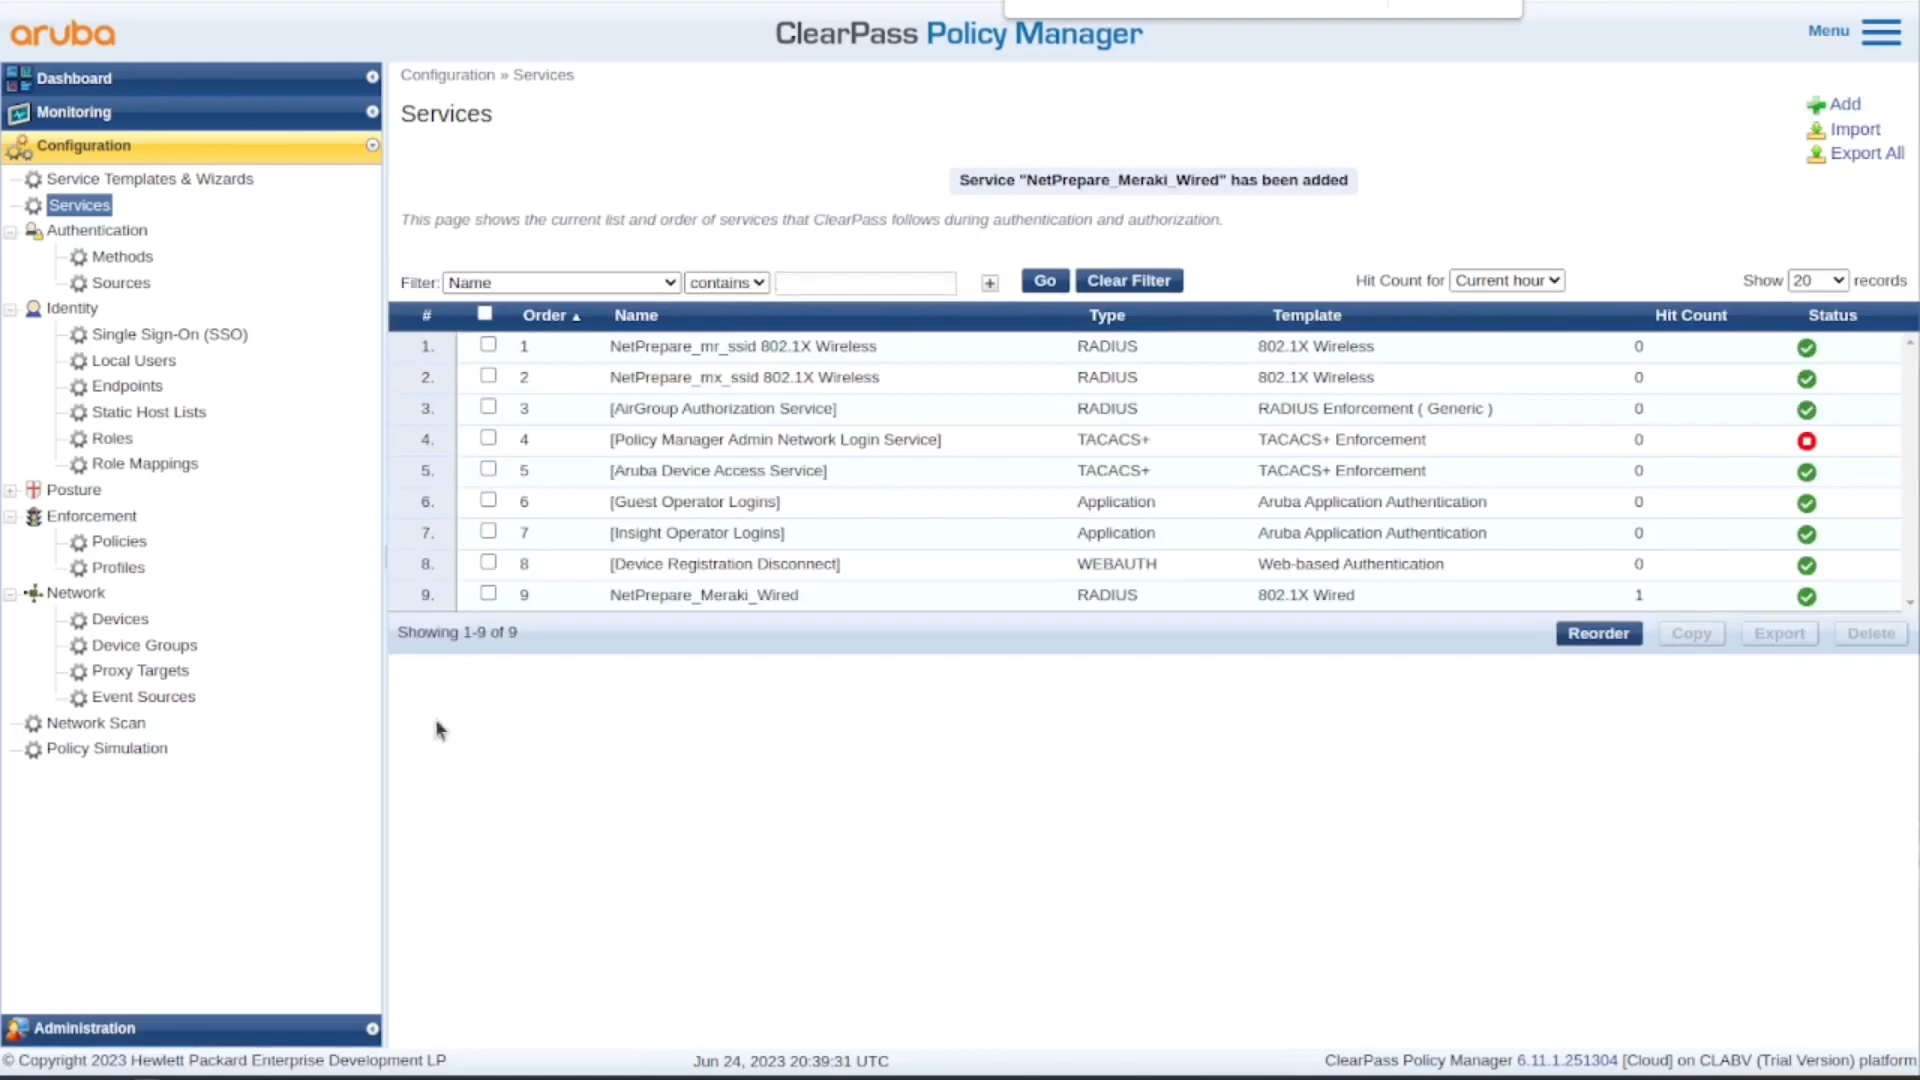 aruba
ClearPass Policy Manager
Menu
Dashboard
Monitoring
Configuration
Service Templates & Wizards
Services
Authentication
Methods
Sources
Identity
Single Sign-On (SSO)
Local Users
Endpoints
Static Host Lists
Roles
Role Mappings
Posture
Enforcement
Policies
Profiles
Network
Devices
Device Groups
Proxy Targets
Event Sources
Network Scan
Policy Simulation
Administration
Configuration » Services
Services
Add
Import
Export All
Service "NetPrepare_Meraki_Wired" has been added
This page shows the current list and order of services that ClearPass follows during authentication and authorization.
Filter: Name contains + Go Clear Filter Hit Count for Current hour Show 20 records
# Order Name Type Template Hit Count Status
1. 1 NetPrepare_mr_ssid 802.1X Wireless RADIUS 802.1X Wireless 0
2. 2 NetPrepare_mx_ssid 802.1X Wireless RADIUS 802.1X Wireless 0
3. 3 [AirGroup Authorization Service] RADIUS RADIUS Enforcement ( Generic ) 0
4. 4 [Policy Manager Admin Network Login Service] TACACS+ TACACS+ Enforcement 0
5. 5 [Aruba Device Access Service] TACACS+ TACACS+ Enforcement 0
6. 6 [Guest Operator Logins] Application Aruba Application Authentication 0
7. 7 [Insight Operator Logins] Application Aruba Application Authentication 0
8. 8 [Device Registration Disconnect] WEBAUTH Web-based Authentication 0
9. 9 NetPrepare_Meraki_Wired RADIUS 802.1X Wired 1
Showing 1-9 of 9 Reorder Copy Export Delete
© Copyright 2023 Hewlett Packard Enterprise Development LP Jun 24, 2023 20:39:31 UTC ClearPass Policy Manager 6.11.1.251304 [Cloud] on CLABV (Trial Version) platform